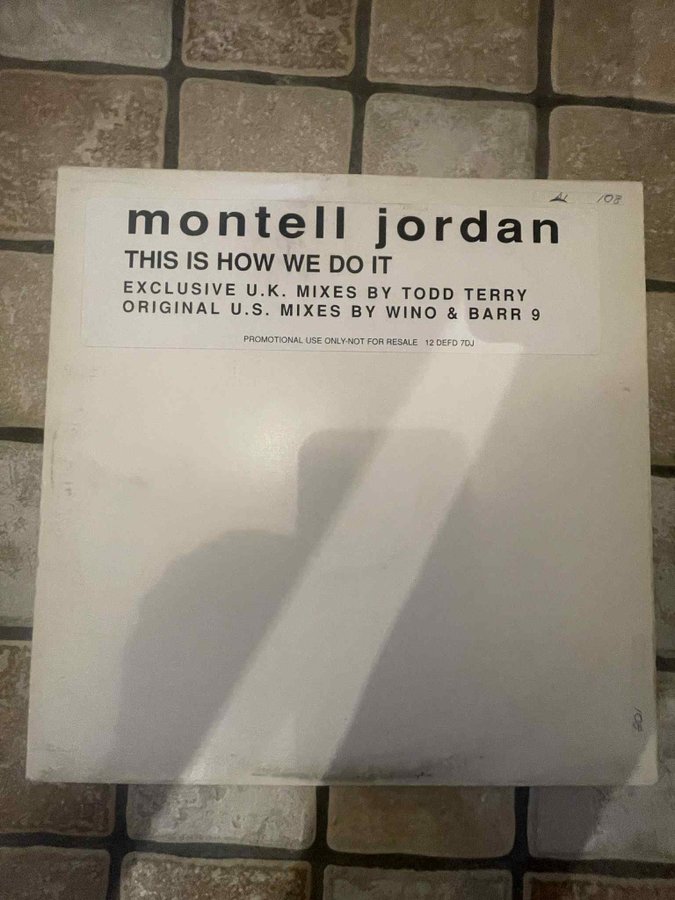 108
montell jordan
THIS IS HOW WE DO IT
EXCLUSIVE U.K. MIXES BY TODD TERRY
ORIGINAL U.S. MIXES BY WINO & BARR 9
PROMOTIONAL USE ONLY-NOT FOR RESALE 12 DEFD 7DJ